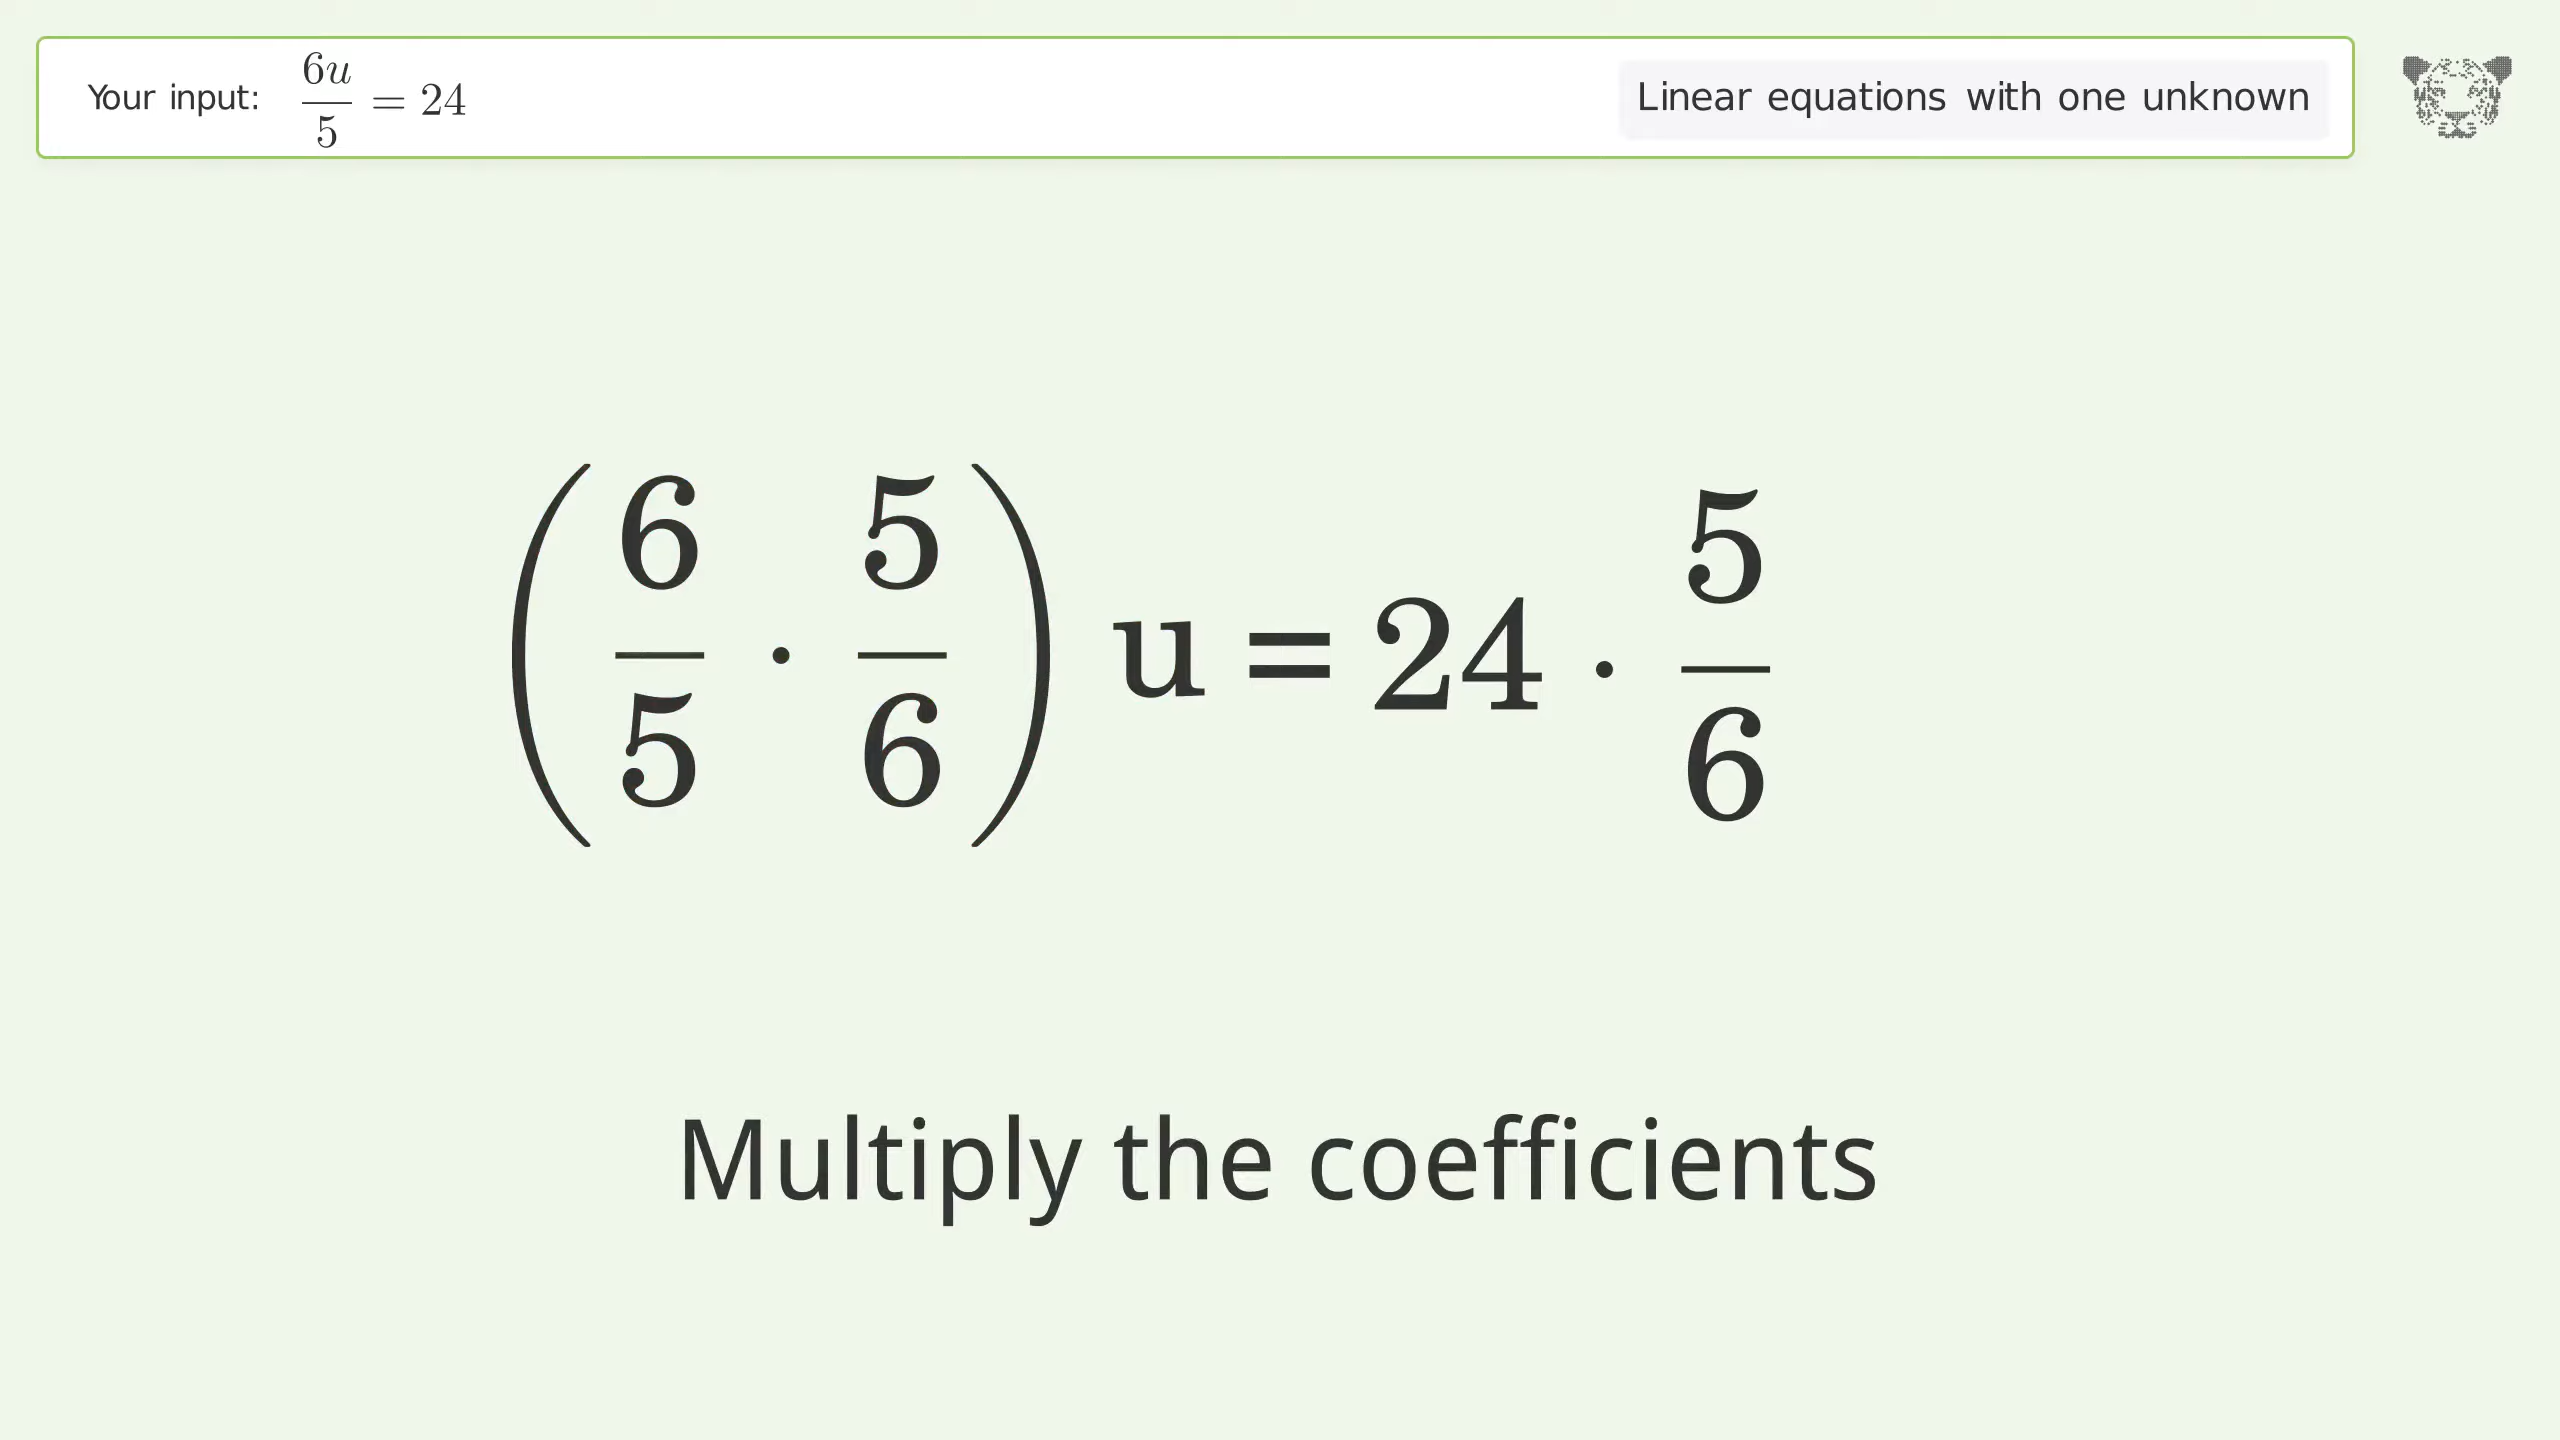 Your input: 6u/5 = 24
Linear equations with one unknown
(6/5 · 5/6) u = 24 · 5/6
Multiply the coefficients